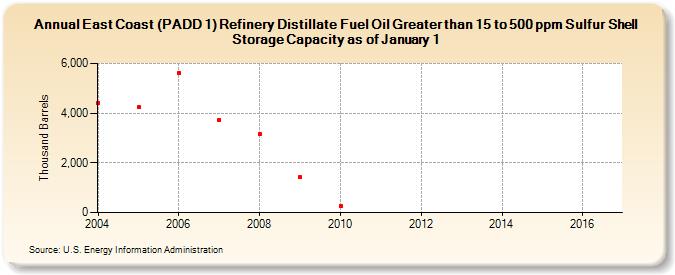 Annual East Coast (PADD 1) Refinery Distillate Fuel Oil Greater than 15 to 500 ppm Sulfur Shell
Storage Capacity as of January 1
Thousand Barrels
6,000
4,000
2,000
0
2004 2006 2008 2010 2012 2014 2016
Source: U.S. Energy Information Administration